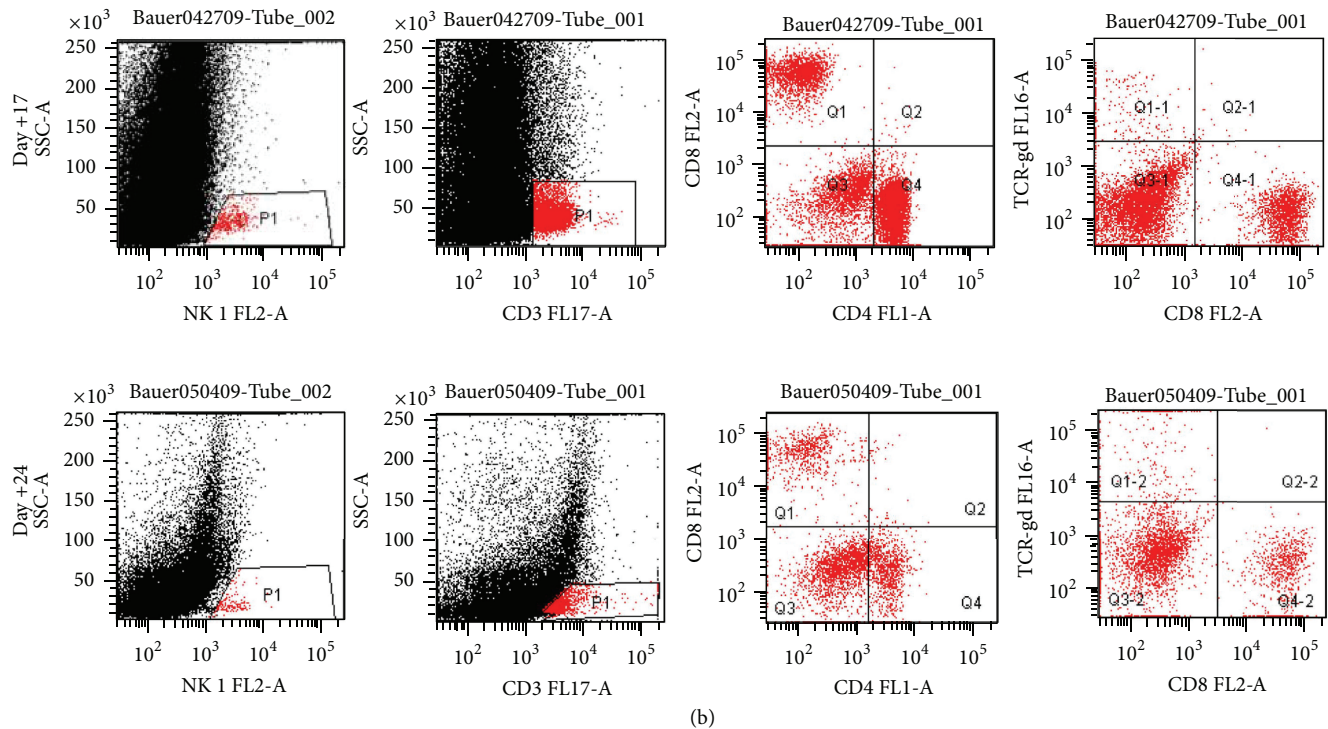 Bauer042709-Tube_002
Bauer042709-Tube_001
Bauer042709-Tube_001
Bauer042709-Tube_001
Day +17
SSC-A
×10³
250
200
150
100
50
P1
10² 10³ 10⁴ 10⁵
NK 1 FL2-A
SSC-A
×10³
250
200
150
100
50
P1
10² 10³ 10⁴ 10⁵
CD3 FL17-A
CD8 FL2-A
10⁵
10⁴
10³
10²
Q1 Q2
Q3 Q4
10² 10³ 10⁴ 10⁵
CD4 FL1-A
TCR-gd FL16-A
10⁵
10⁴
10³
10²
Q1-1 Q2-1
Q3-1 Q4-1
10² 10³ 10⁴ 10⁵
CD8 FL2-A
Bauer050409-Tube_002
Bauer050409-Tube_001
Bauer050409-Tube_001
Bauer050409-Tube_001
Day +24
SSC-A
×10³
250
200
150
100
50
P1
10² 10³ 10⁴ 10⁵
NK 1 FL2-A
SSC-A
×10³
250
200
150
100
50
P1
10² 10³ 10⁴ 10⁵
CD3 FL17-A
CD8 FL2-A
10⁵
10⁴
10³
10²
Q1 Q2
Q3 Q4
10² 10³ 10⁴ 10⁵
CD4 FL1-A
TCR-gd FL16-A
10⁵
10⁴
10³
10²
Q1-2 Q2-2
Q3-2 Q4-2
10² 10³ 10⁴ 10⁵
CD8 FL2-A
(b)